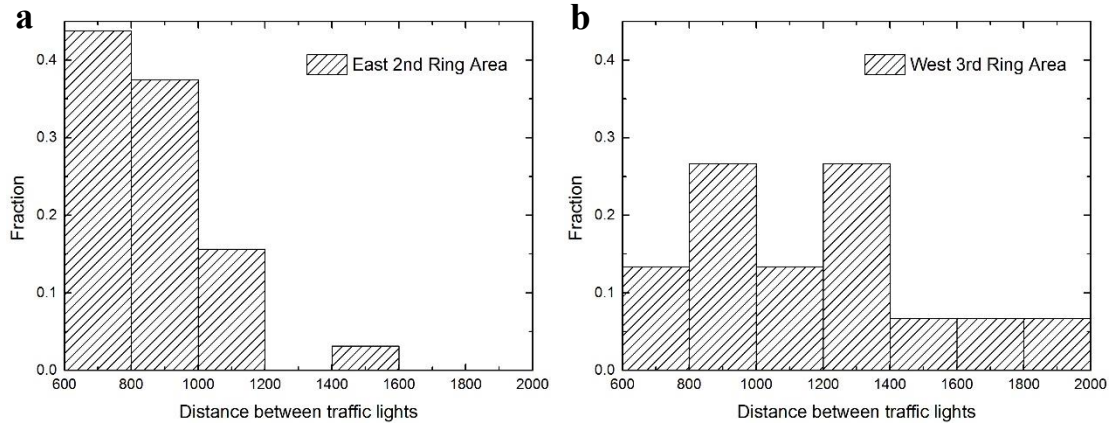 a
East 2nd Ring Area
Fraction
0.4
0.3
0.2
0.1
0.0
600 800 1000 1200 1400 1600 1800 2000
Distance between traffic lights
b
West 3rd Ring Area
Fraction
0.4
0.3
0.2
0.1
0.0
600 800 1000 1200 1400 1600 1800 2000
Distance between traffic lights